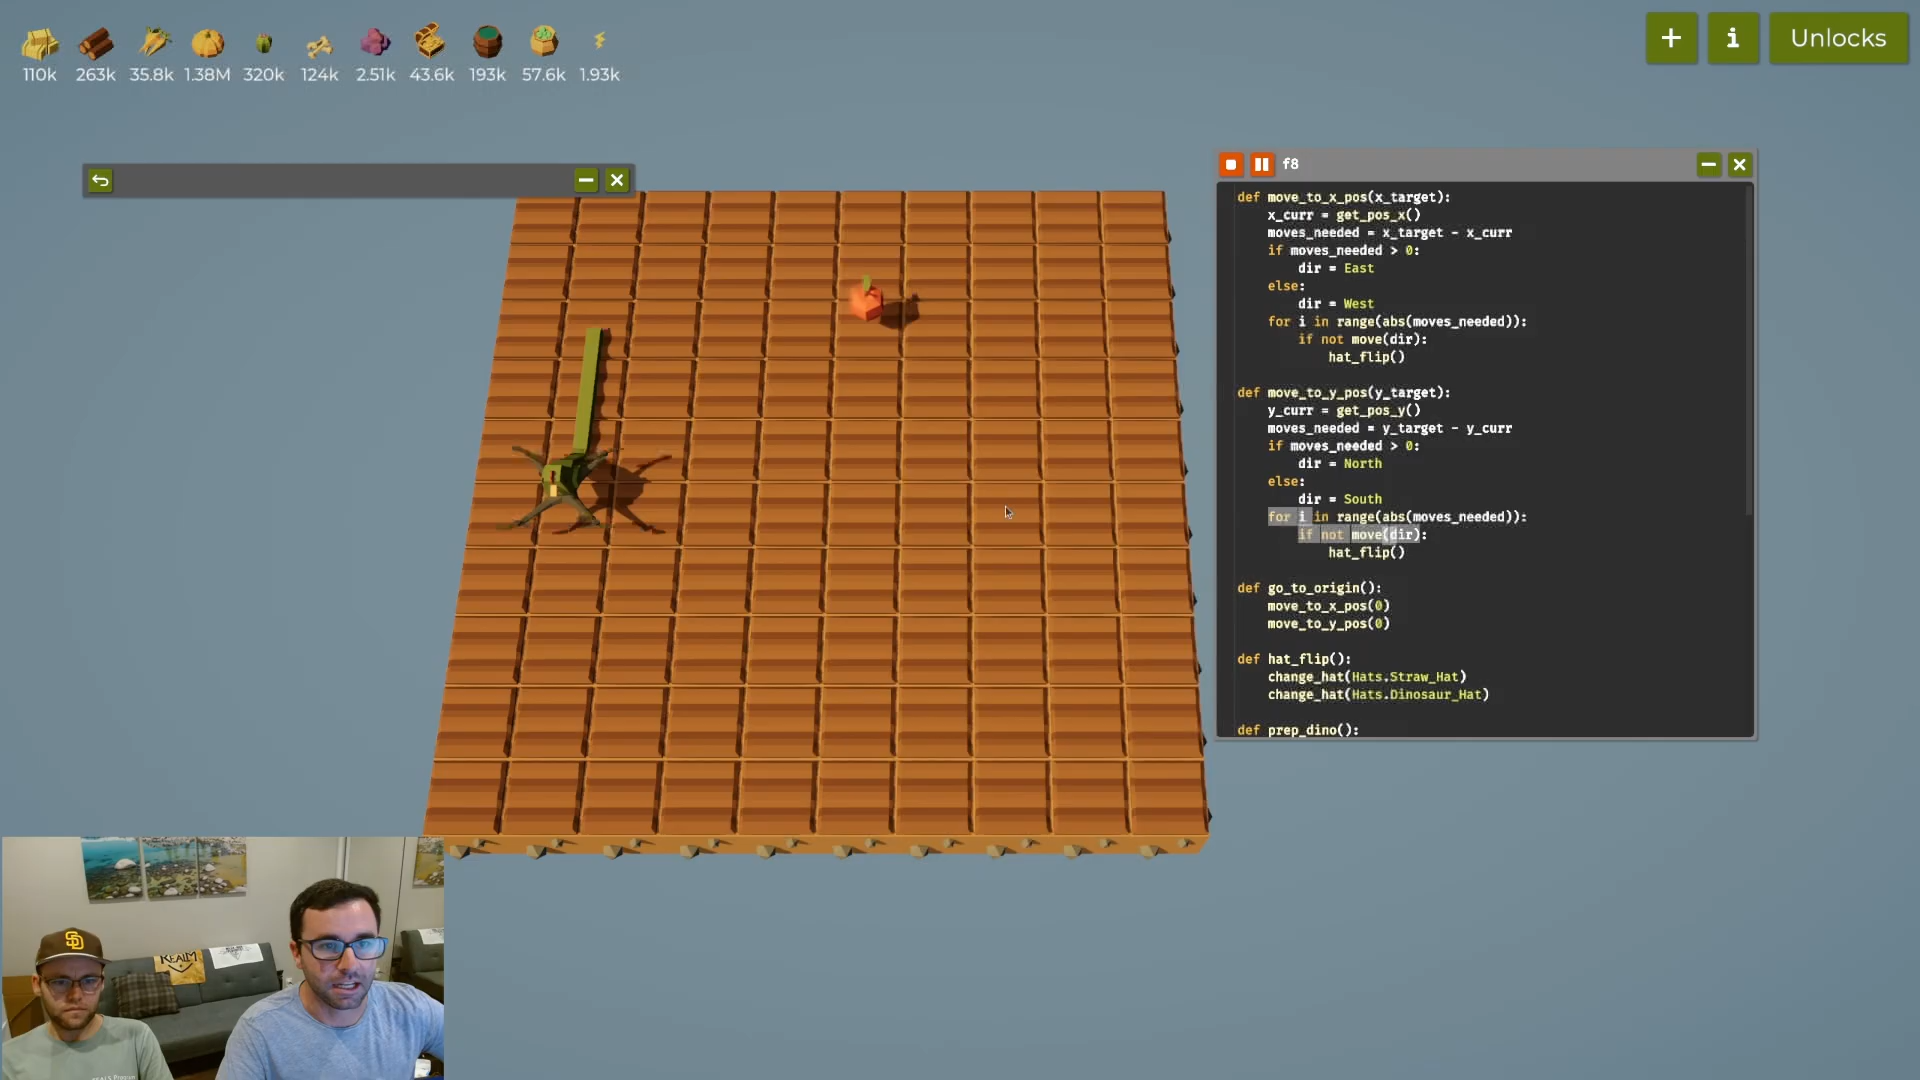 110k 263k 35.8k 1.38M 320k 124k 2.51k 43.6k 193k 57.6k 1.93k
+ i Unlocks
f8
def move_to_x_pos(x_target):
x_curr = get_pos_x()
moves_needed = x_target - x_curr
if moves_needed > 0:
dir = East
else:
dir = West
for i in range(abs(moves_needed)):
if not move(dir):
hat_flip()
def move_to_y_pos(y_target):
y_curr = get_pos_y()
moves_needed = y_target - y_curr
if moves_needed > 0:
dir = North
else:
dir = South
for i in range(abs(moves_needed)):
if not move(dir):
hat_flip()
def go_to_origin():
move_to_x_pos(0)
move_to_y_pos(0)
def hat_flip():
change_hat(Hats.Straw_Hat)
change_hat(Hats.Dinosaur_Hat)
def prep_dino():
SD
REALM